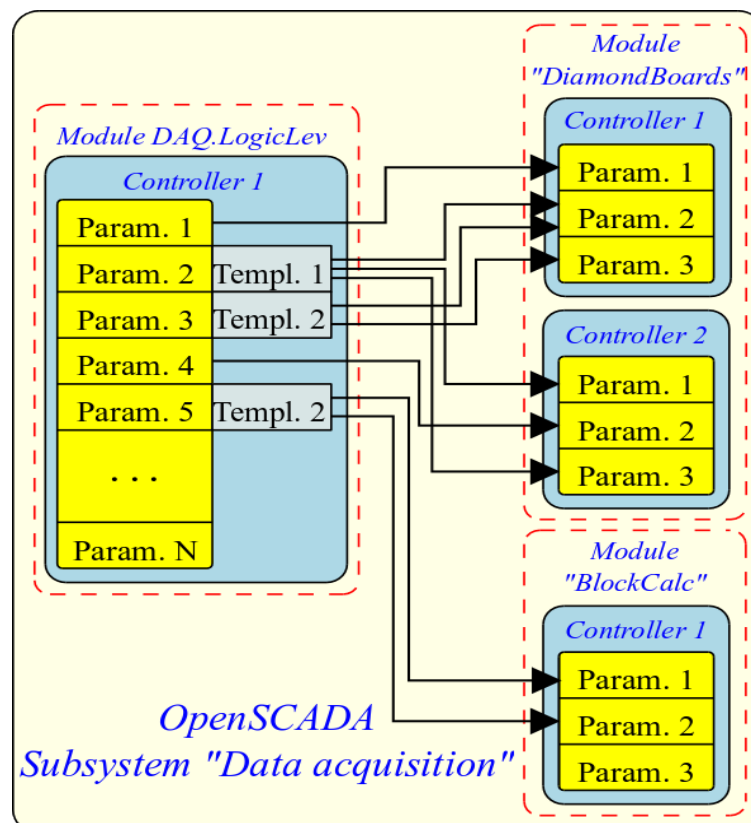 Module DAQ.LogicLev
Controller 1
Param. 1
Param. 2 Templ. 1
Param. 3 Templ. 2
Param. 4
Param. 5 Templ. 2
. . .
Param. N
Module
"DiamondBoards"
Controller 1
Param. 1
Param. 2
Param. 3
Controller 2
Param. 1
Param. 2
Param. 3
Module
"BlockCalc"
Controller 1
Param. 1
Param. 2
Param. 3
OpenSCADA
Subsystem "Data acquisition"